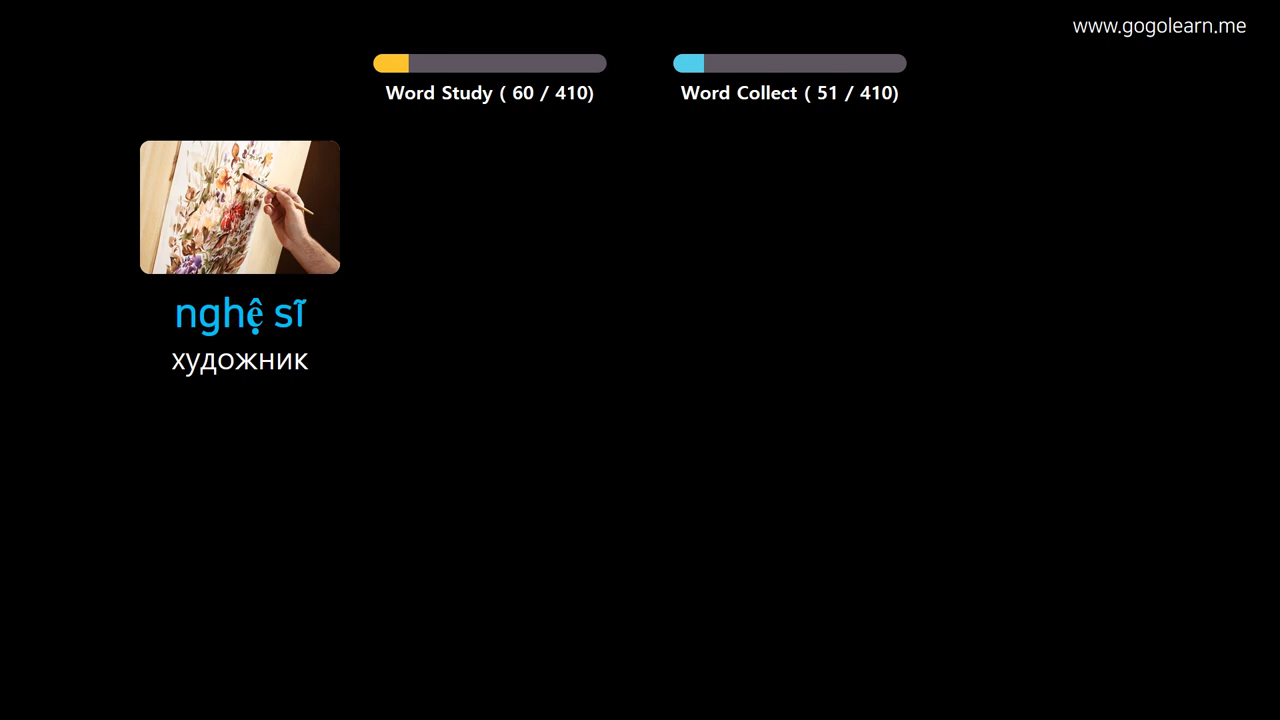 www.gogolearn.me
Word Study ( 60 / 410)
Word Collect ( 51 / 410)
nghệ sĩ
художник